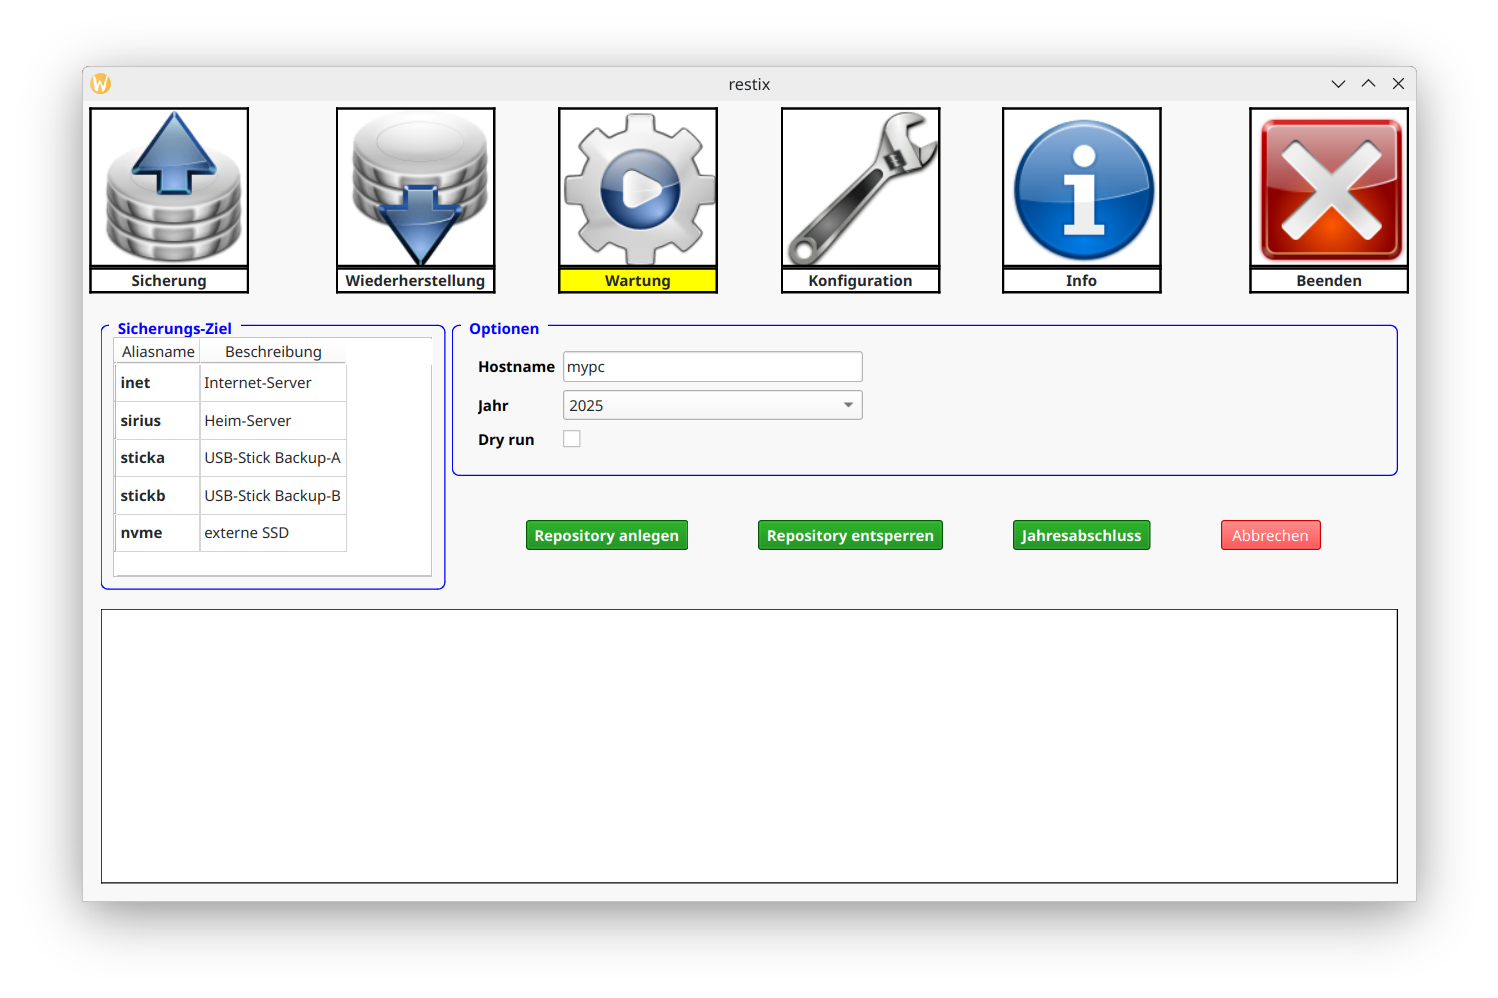 restix
Sicherung
Wiederherstellung
Wartung
Konfiguration
Info
Beenden
Sicherungs-Ziel
Aliasname Beschreibung
inet Internet-Server
sirius Heim-Server
sticka USB-Stick Backup-A
stickb USB-Stick Backup-B
nvme externe SSD
Optionen
Hostname mypc
Jahr 2025
Dry run
Repository anlegen
Repository entsperren
Jahresabschluss
Abbrechen